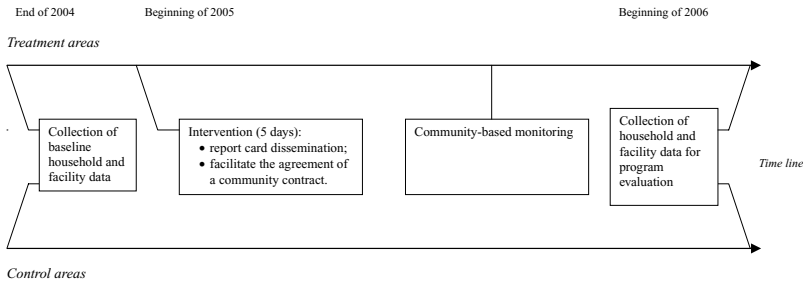 End of 2004
Beginning of 2005
Beginning of 2006
Treatment areas
Collection of
baseline
household and
facility data
Intervention (5 days):
• report card dissemination;
• facilitate the agreement of
a community contract.
Community-based monitoring
Collection of
household and
facility data for
program
evaluation
Time line
Control areas